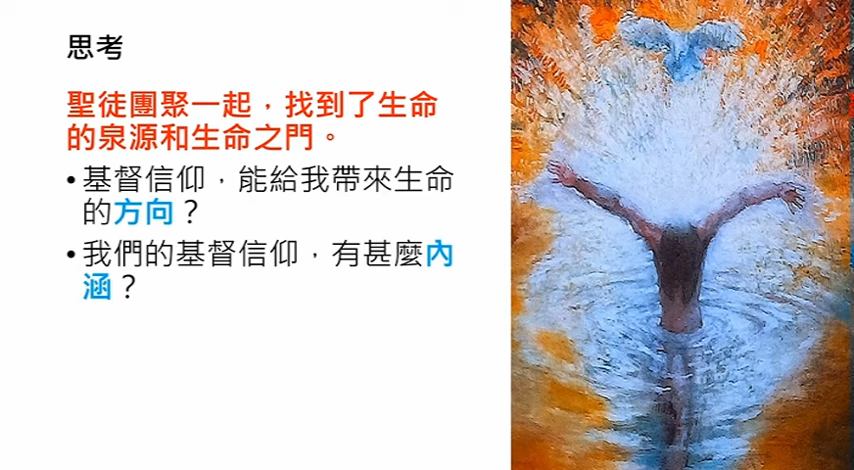 思考
聖徒團聚一起，找到了生命
的泉源和生命之門。
•基督信仰，能給我帶來生命
的方向？
•我們的基督信仰，有甚麼內
涵？